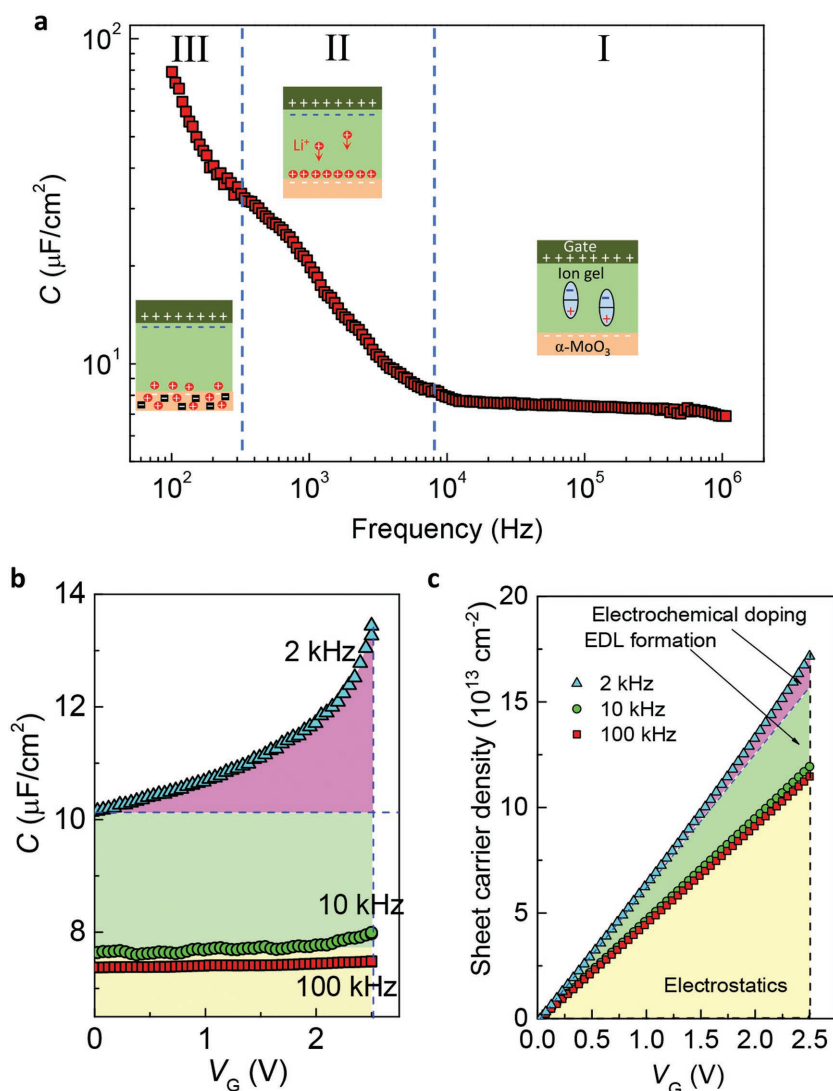 a
III
II
I
10²
10¹
C (μF/cm²)
Li⁺
Gate
Ion gel
α-MoO₃
10² 10³ 10⁴ 10⁵ 10⁶
Frequency (Hz)
b
14
12
10
8
C (μF/cm²)
2 kHz
10 kHz
100 kHz
0 1 2
V_G (V)
c
20
15
10
5
0
Sheet carrier density (10¹³ cm⁻²)
Electrochemical doping
EDL formation
2 kHz
10 kHz
100 kHz
Electrostatics
0.0 0.5 1.0 1.5 2.0 2.5
V_G (V)